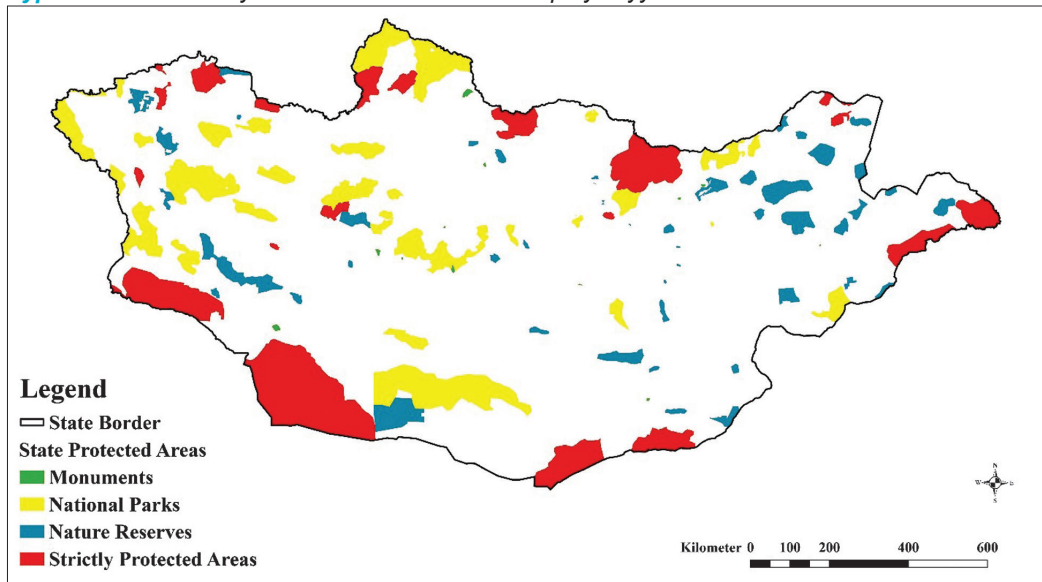 Legend
State Border
State Protected Areas
Monuments
National Parks
Nature Reserves
Strictly Protected Areas
N
W
E
S
Kilometer 0 100 200 400 600